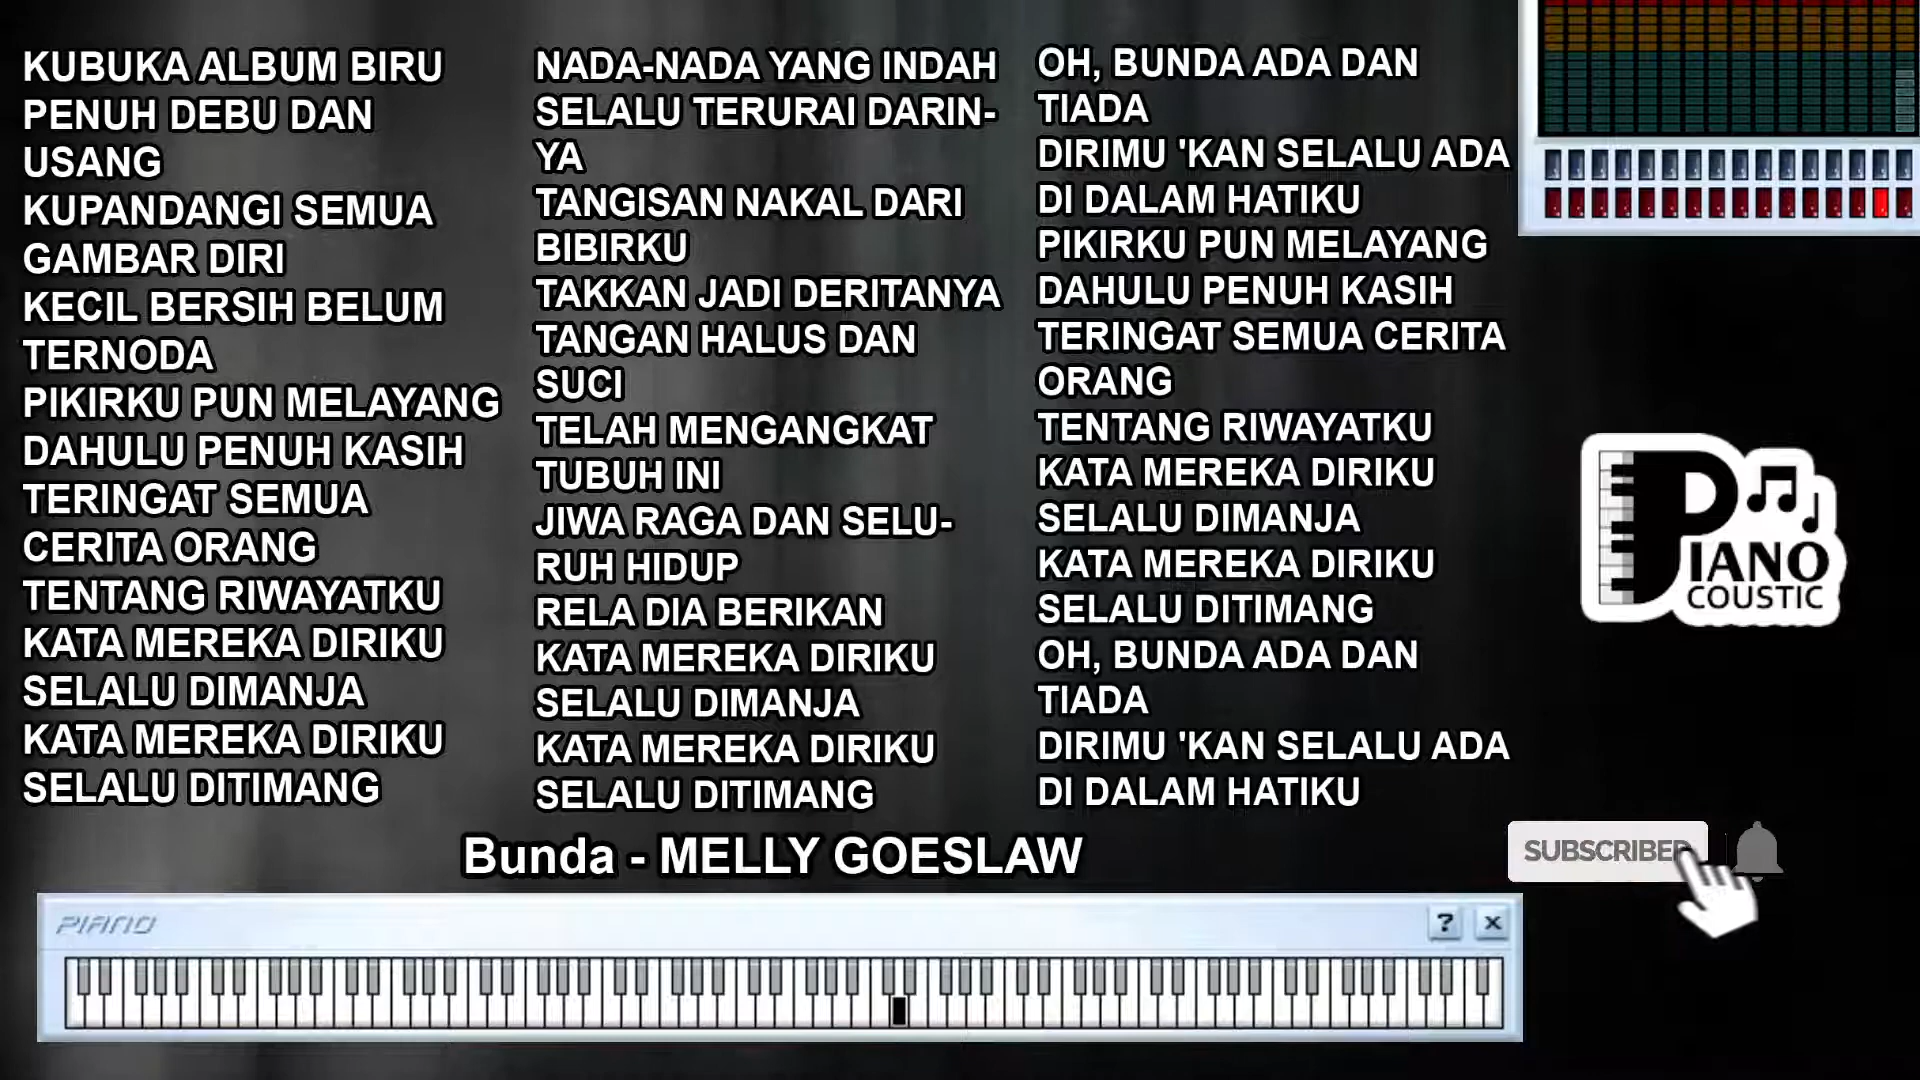 KUBUKA ALBUM BIRU
PENUH DEBU DAN
USANG
KUPANDANGI SEMUA
GAMBAR DIRI
KECIL BERSIH BELUM
TERNODA
PIKIRKU PUN MELAYANG
DAHULU PENUH KASIH
TERINGAT SEMUA
CERITA ORANG
TENTANG RIWAYATKU
KATA MEREKA DIRIKU
SELALU DIMANJA
KATA MEREKA DIRIKU
SELALU DITIMANG
NADA-NADA YANG INDAH
SELALU TERURAI DARIN-
YA
TANGISAN NAKAL DARI
BIBIRKU
TAKKAN JADI DERITANYA
TANGAN HALUS DAN
SUCI
TELAH MENGANGKAT
TUBUH INI
JIWA RAGA DAN SELU-
RUH HIDUP
RELA DIA BERIKAN
KATA MEREKA DIRIKU
SELALU DIMANJA
KATA MEREKA DIRIKU
SELALU DITIMANG
OH, BUNDA ADA DAN
TIADA
DIRIMU 'KAN SELALU ADA
DI DALAM HATIKU
PIKIRKU PUN MELAYANG
DAHULU PENUH KASIH
TERINGAT SEMUA CERITA
ORANG
TENTANG RIWAYATKU
KATA MEREKA DIRIKU
SELALU DIMANJA
KATA MEREKA DIRIKU
SELALU DITIMANG
OH, BUNDA ADA DAN
TIADA
DIRIMU 'KAN SELALU ADA
DI DALAM HATIKU
PIANO
COUSTIC
Bunda - MELLY GOESLAW
SUBSCRIBED
PIANO
? x